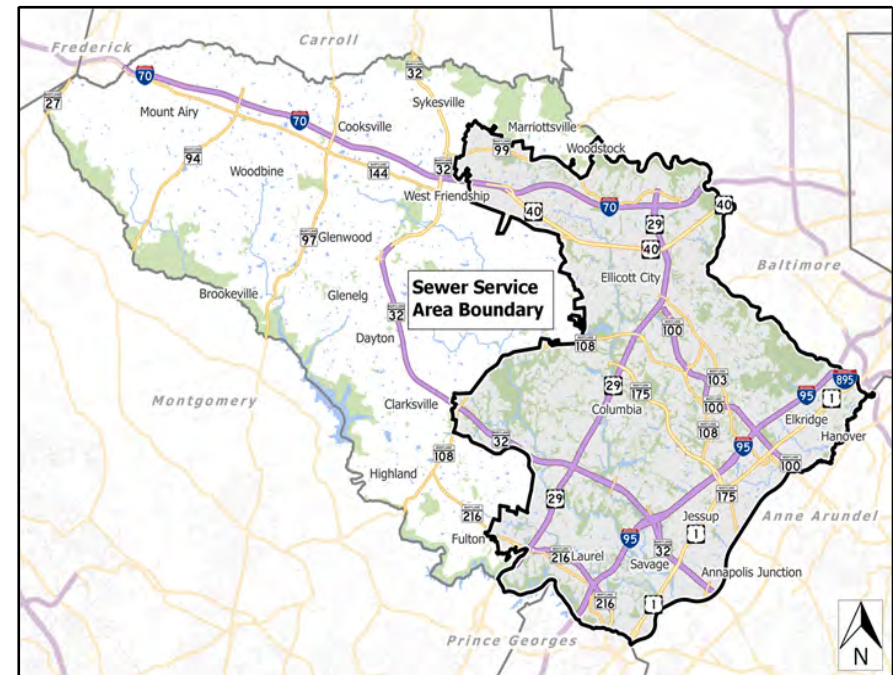 Frederick
Carroll
70
32
27
Mount Airy
Sykesville
70
Cooksville
Marriottsville
94
99
Woodstock
Woodbine
144
32
West Friendship
70
40
40
29
97
Glenwood
40
Ellicott City
Baltimore
Sewer Service
Area Boundary
Brookeville
Glenelg
32
100
Dayton
108
103
895
29
175
95
1
Montgomery
Columbia
100
Elkridge
Clarksville
108
Hanover
32
95
108
100
Highland
29
175
216
Jessup
Anne Arundel
Fulton
95
1
216
Laurel
32
Savage
Annapolis Junction
216
1
Prince Georges
N